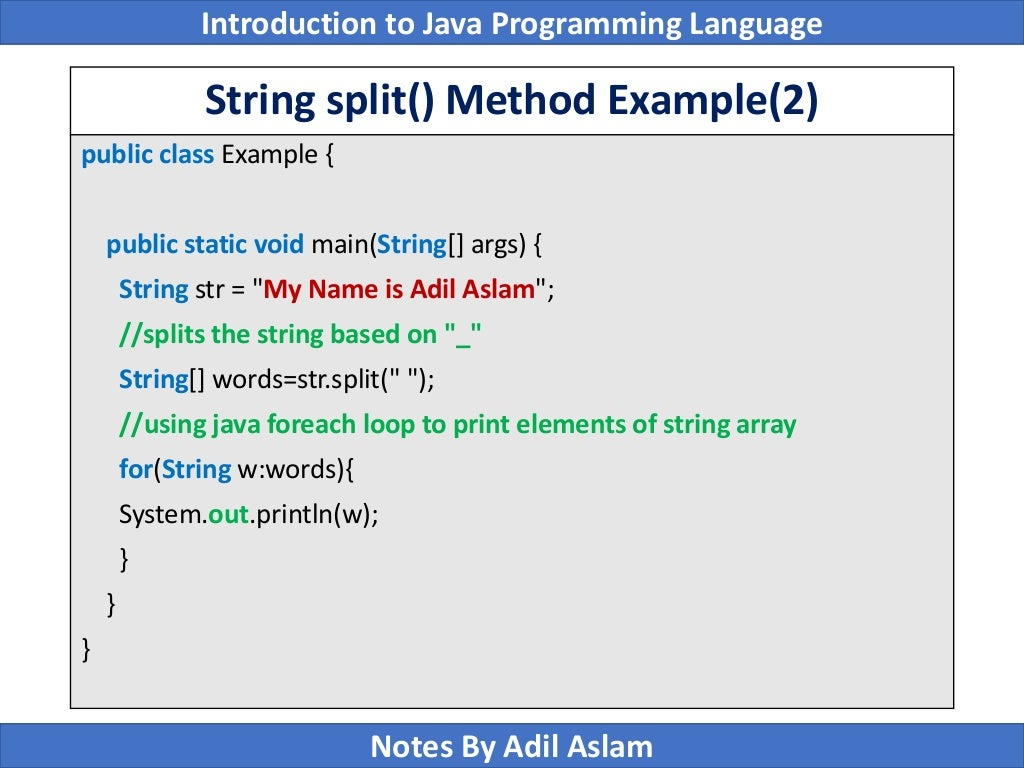 Introduction to Java Programming Language
String split() Method Example(2)
public class Example {
public static void main(String[] args) {
String str = "My Name is Adil Aslam";
//splits the string based on "_"
String[] words=str.split(" ");
//using java foreach loop to print elements of string array
for(String w:words){
System.out.println(w);
}
}
}
Notes By Adil Aslam